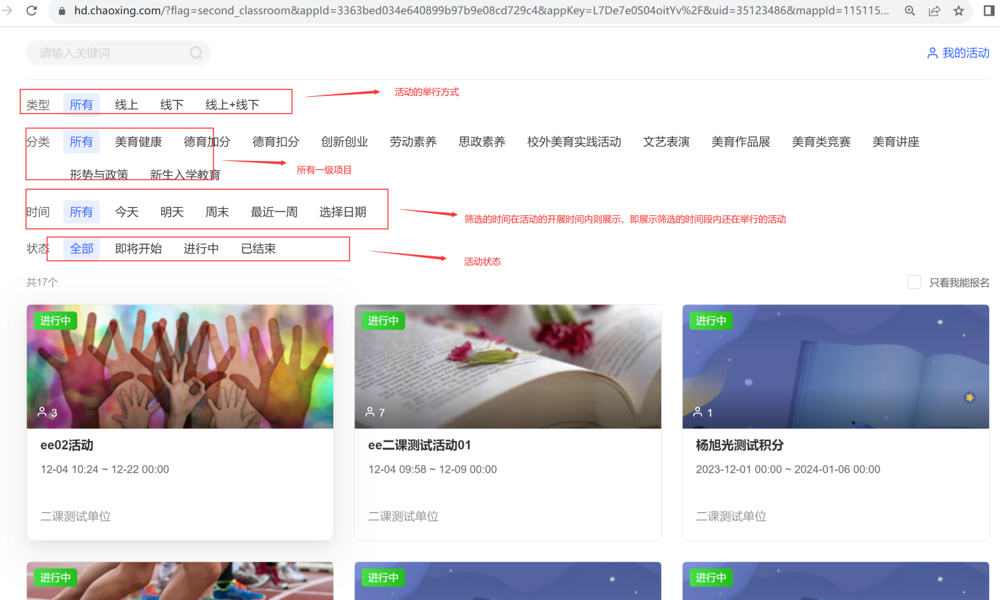 hd.chaoxing.com/?flag=second_classroom&appId=3363bed034e640899b97b9e08cd729c4&appKey=L7De7e0S04oitYv%2F&uid=35123486&mappId=115115...
请输入关键词
我的活动
类型 所有 线上 线下 线上+线下 活动的举行方式
分类 所有 美育健康 德育加分 德育扣分 创新创业 劳动素养 思政素养 校外美育实践活动 文艺表演 美育作品展 美育类竞赛 美育讲座
形势与政策 新生入学教育 所有一级项目
时间 所有 今天 明天 周末 最近一周 选择日期 筛选的时间在活动的开展时间内则展示，即展示筛选的时间段内还在举行的活动
状态 全部 即将开始 进行中 已结束 活动状态
共17个 只看我能报名
进行中
3
ee02活动
12-04 10:24 ~ 12-22 00:00
二课测试单位
进行中
7
ee二课测试活动01
12-04 09:58 ~ 12-09 00:00
二课测试单位
进行中
1
杨旭光测试积分
2023-12-01 00:00 ~ 2024-01-06 00:00
二课测试单位
进行中
进行中
进行中